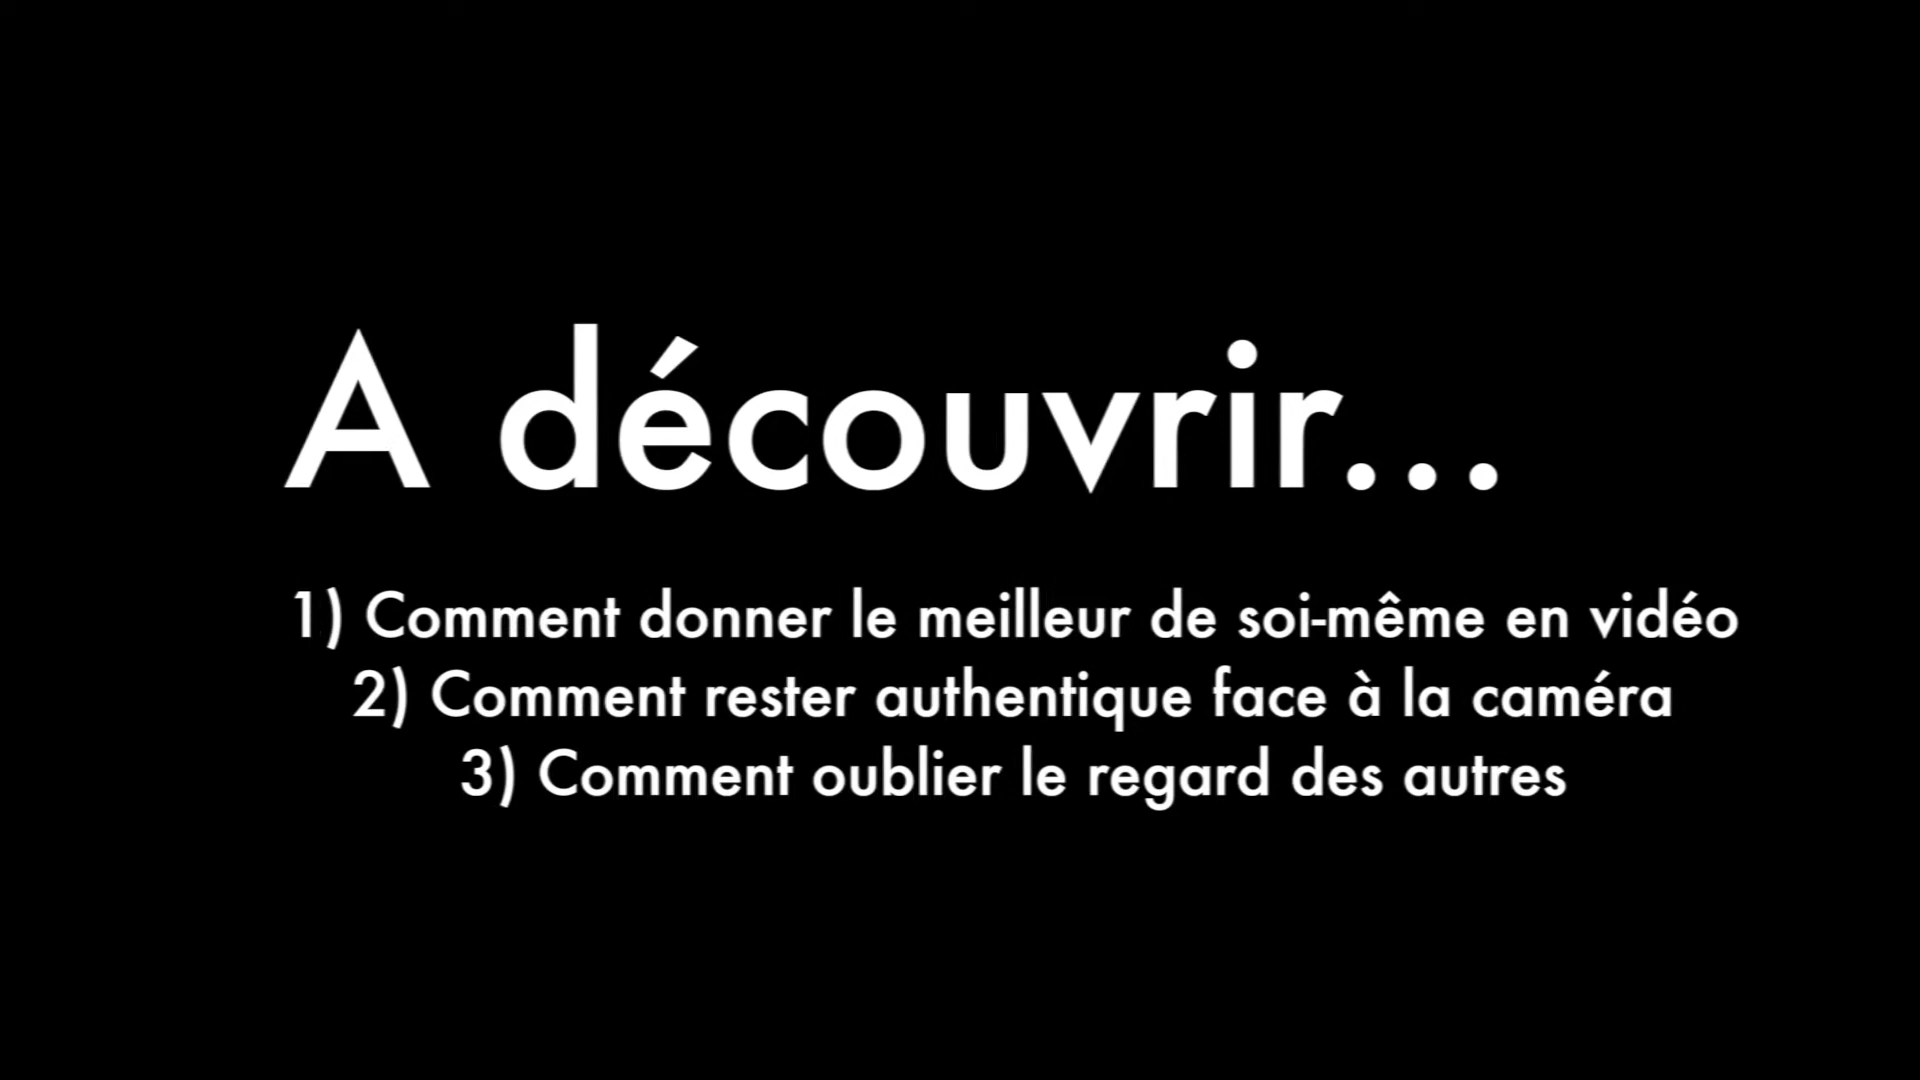 A découvrir...
1) Comment donner le meilleur de soi-même en vidéo
2) Comment rester authentique face à la caméra
3) Comment oublier le regard des autres